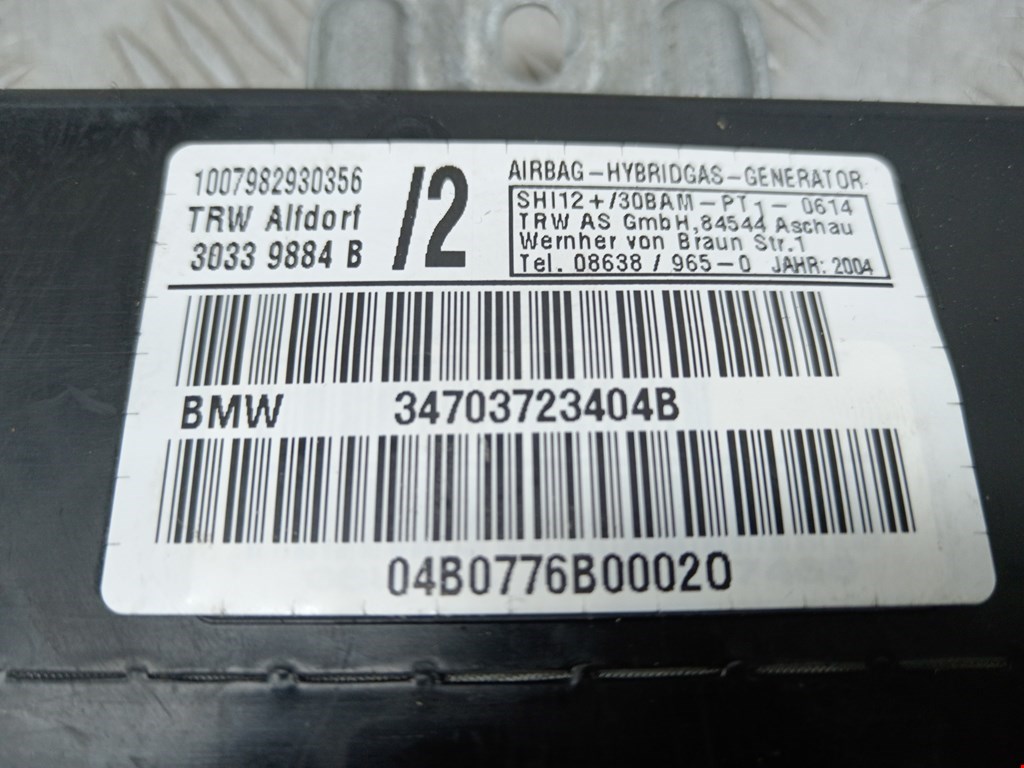 1007982930356
TRW Alfdorf
3033 9884 B
/2
AIRBAG-HYBRIDGAS-GENERATOR
SHI12+/30BAM-PT1-0614
TRW AS GmbH,84544 Aschau
Wernher von Braun Str.1
Tel. 08638 / 965-0 JAHR: 2004
BMW 34703723404B
04B0776B00020